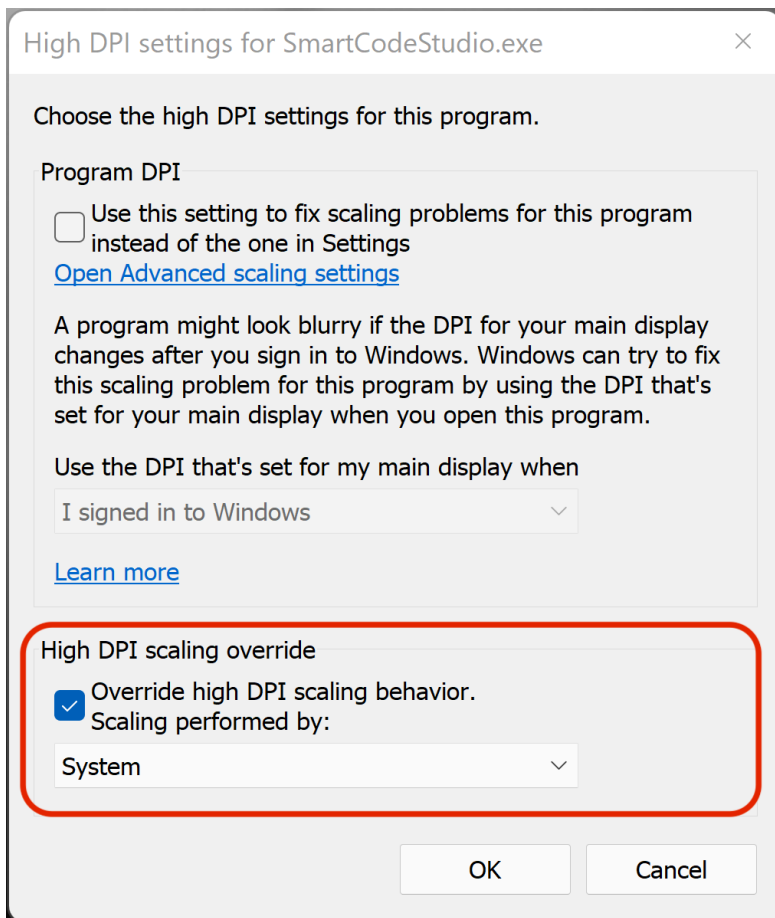 High DPI settings for SmartCodeStudio.exe
Choose the high DPI settings for this program.
Program DPI
Use this setting to fix scaling problems for this program
instead of the one in Settings
Open Advanced scaling settings
A program might look blurry if the DPI for your main display
changes after you sign in to Windows. Windows can try to fix
this scaling problem for this program by using the DPI that's
set for your main display when you open this program.
Use the DPI that's set for my main display when
I signed in to Windows
Learn more
High DPI scaling override
Override high DPI scaling behavior.
Scaling performed by:
System
OK
Cancel